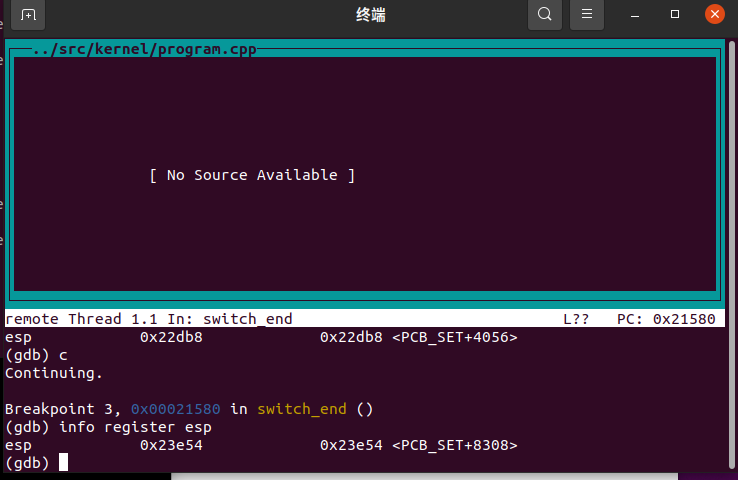 终端
../src/kernel/program.cpp
[ No Source Available ]
remote Thread 1.1 In: switch_end L?? PC: 0x21580
esp 0x22db8 0x22db8 <PCB_SET+4056>
(gdb) c
Continuing.
Breakpoint 3, 0x00021580 in switch_end ()
(gdb) info register esp
esp 0x23e54 0x23e54 <PCB_SET+8308>
(gdb)